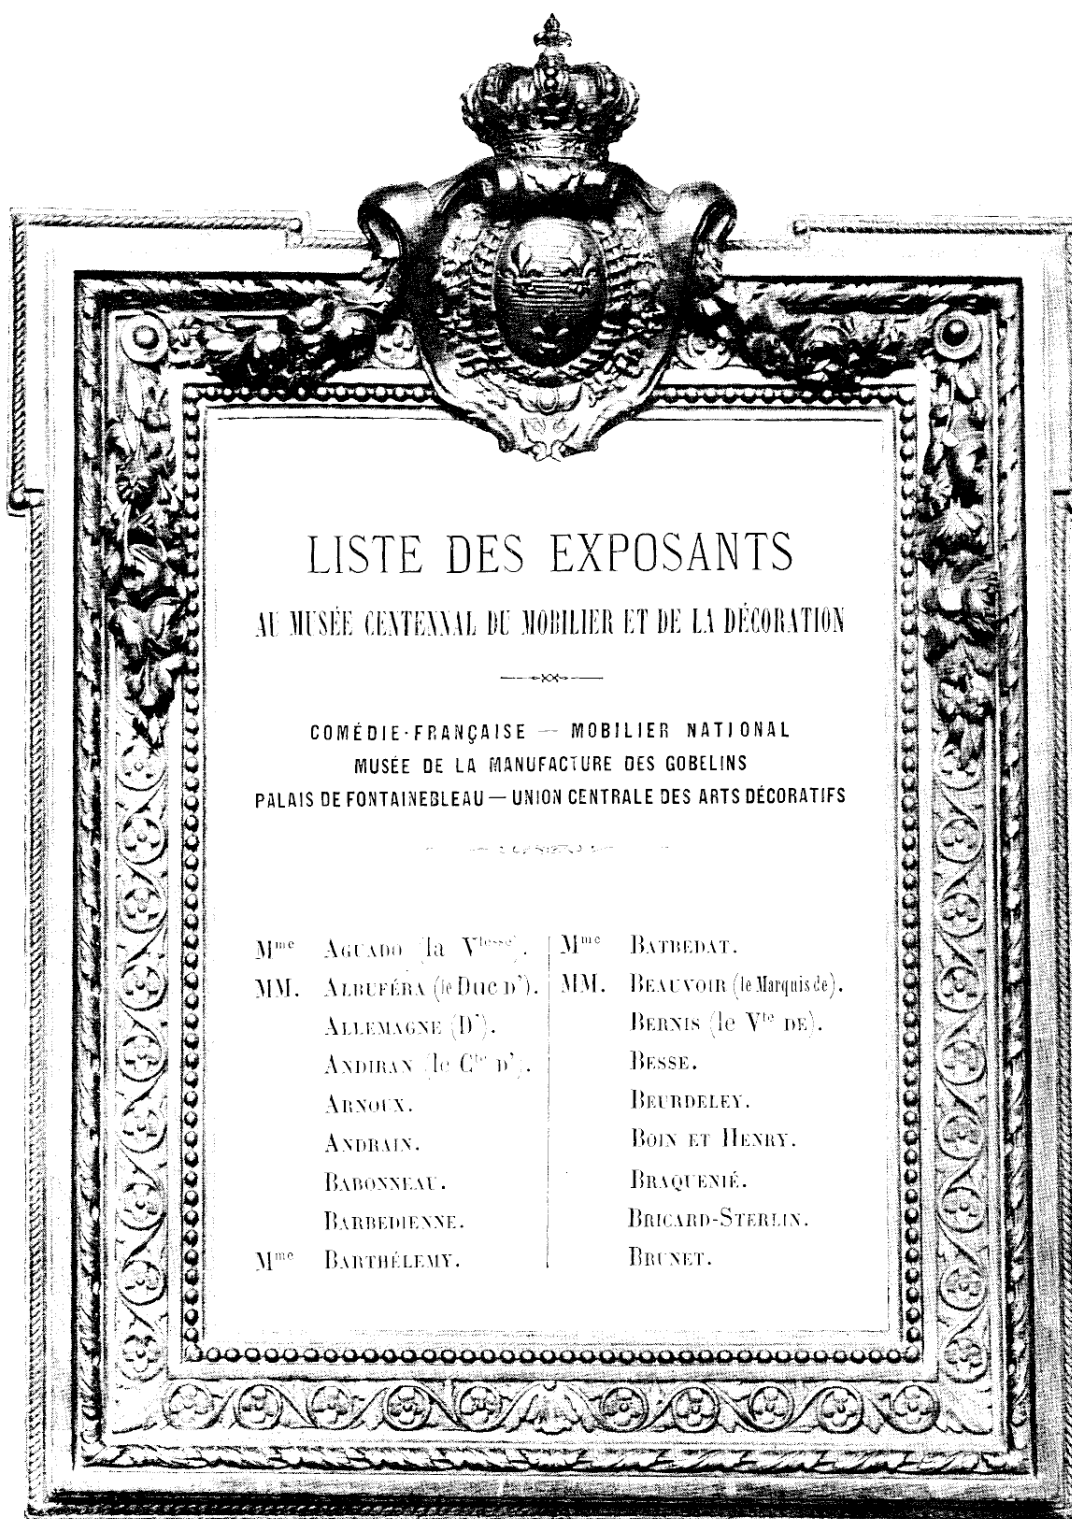 LISTE DES EXPOSANTS
AU MUSÉE CENTENNAL DU MOBILIER ET DE LA DÉCORATION
COMÉDIE-FRANÇAISE — MOBILIER NATIONAL
MUSÉE DE LA MANUFACTURE DES GOBELINS
PALAIS DE FONTAINEBLEAU — UNION CENTRALE DES ARTS DÉCORATIFS
Mme AGUADO (la Vtesse).
MM. ALBUFÉRA (le Duc D').
ALLEMAGNE (D').
ANDIRAN (le Cte D').
ARNOUX.
ANDRAIN.
BABONNEAU.
BARBEDIENNE.
Mme BARTHÉLEMY.
Mme BATBEDAT.
MM. BEAUVOIR (le Marquis de).
BERNIS (le Vte DE).
BESSE.
BEURDELEY.
BOIN ET HENRY.
BRAQUENIÉ.
BRICARD-STERLIN.
BRUNET.